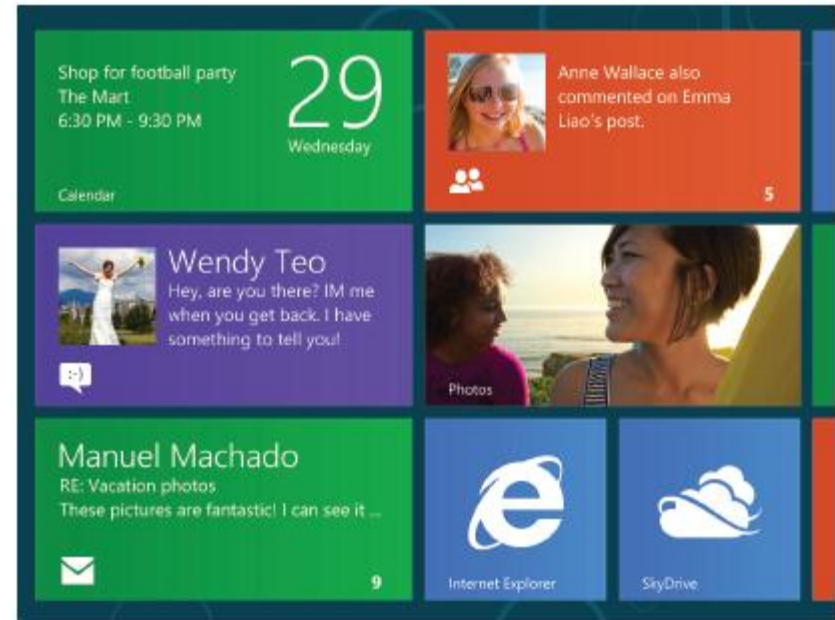 Shop for football party
The Mart
6:30 PM - 9:30 PM
29
Wednesday
Calendar
Anne Wallace also
commented on Emma
Liao's post.
5
Wendy Teo
Hey, are you there? IM me
when you get back. I have
something to tell you!
:-)
Photos
Manuel Machado
RE: Vacation photos
These pictures are fantastic! I can see it ...
9
Internet Explorer
SkyDrive